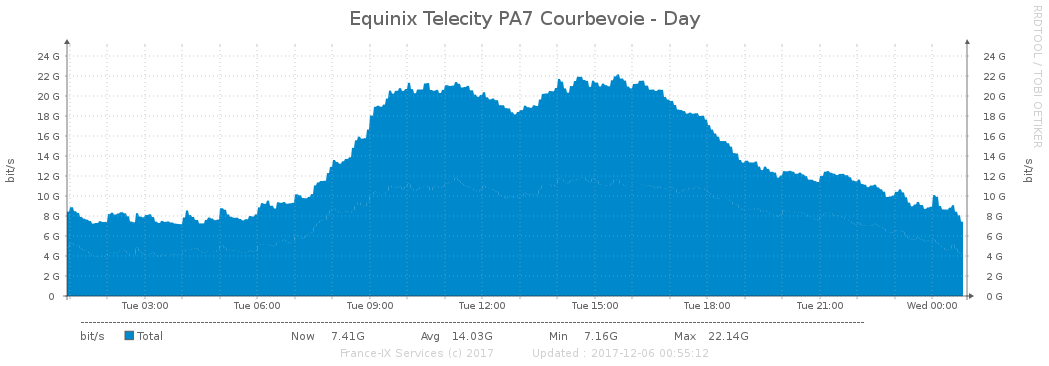 Equinix Telecity PA7 Courbevoie - Day
RRDTOOL / TOBI OETIKER
bit/s
24 G 24 G
22 G 22 G
20 G 20 G
18 G 18 G
16 G 16 G
14 G 14 G
12 G 12 G
10 G 10 G
8 G 8 G
6 G 6 G
4 G 4 G
2 G 2 G
0 0 G
bit/s
Tue 03:00 Tue 06:00 Tue 09:00 Tue 12:00 Tue 15:00 Tue 18:00 Tue 21:00 Wed 00:00
bit/s Total Now 7.41G Avg 14.03G Min 7.16G Max 22.14G
France-IX Services (c) 2017 Updated : 2017-12-06 00:55:12